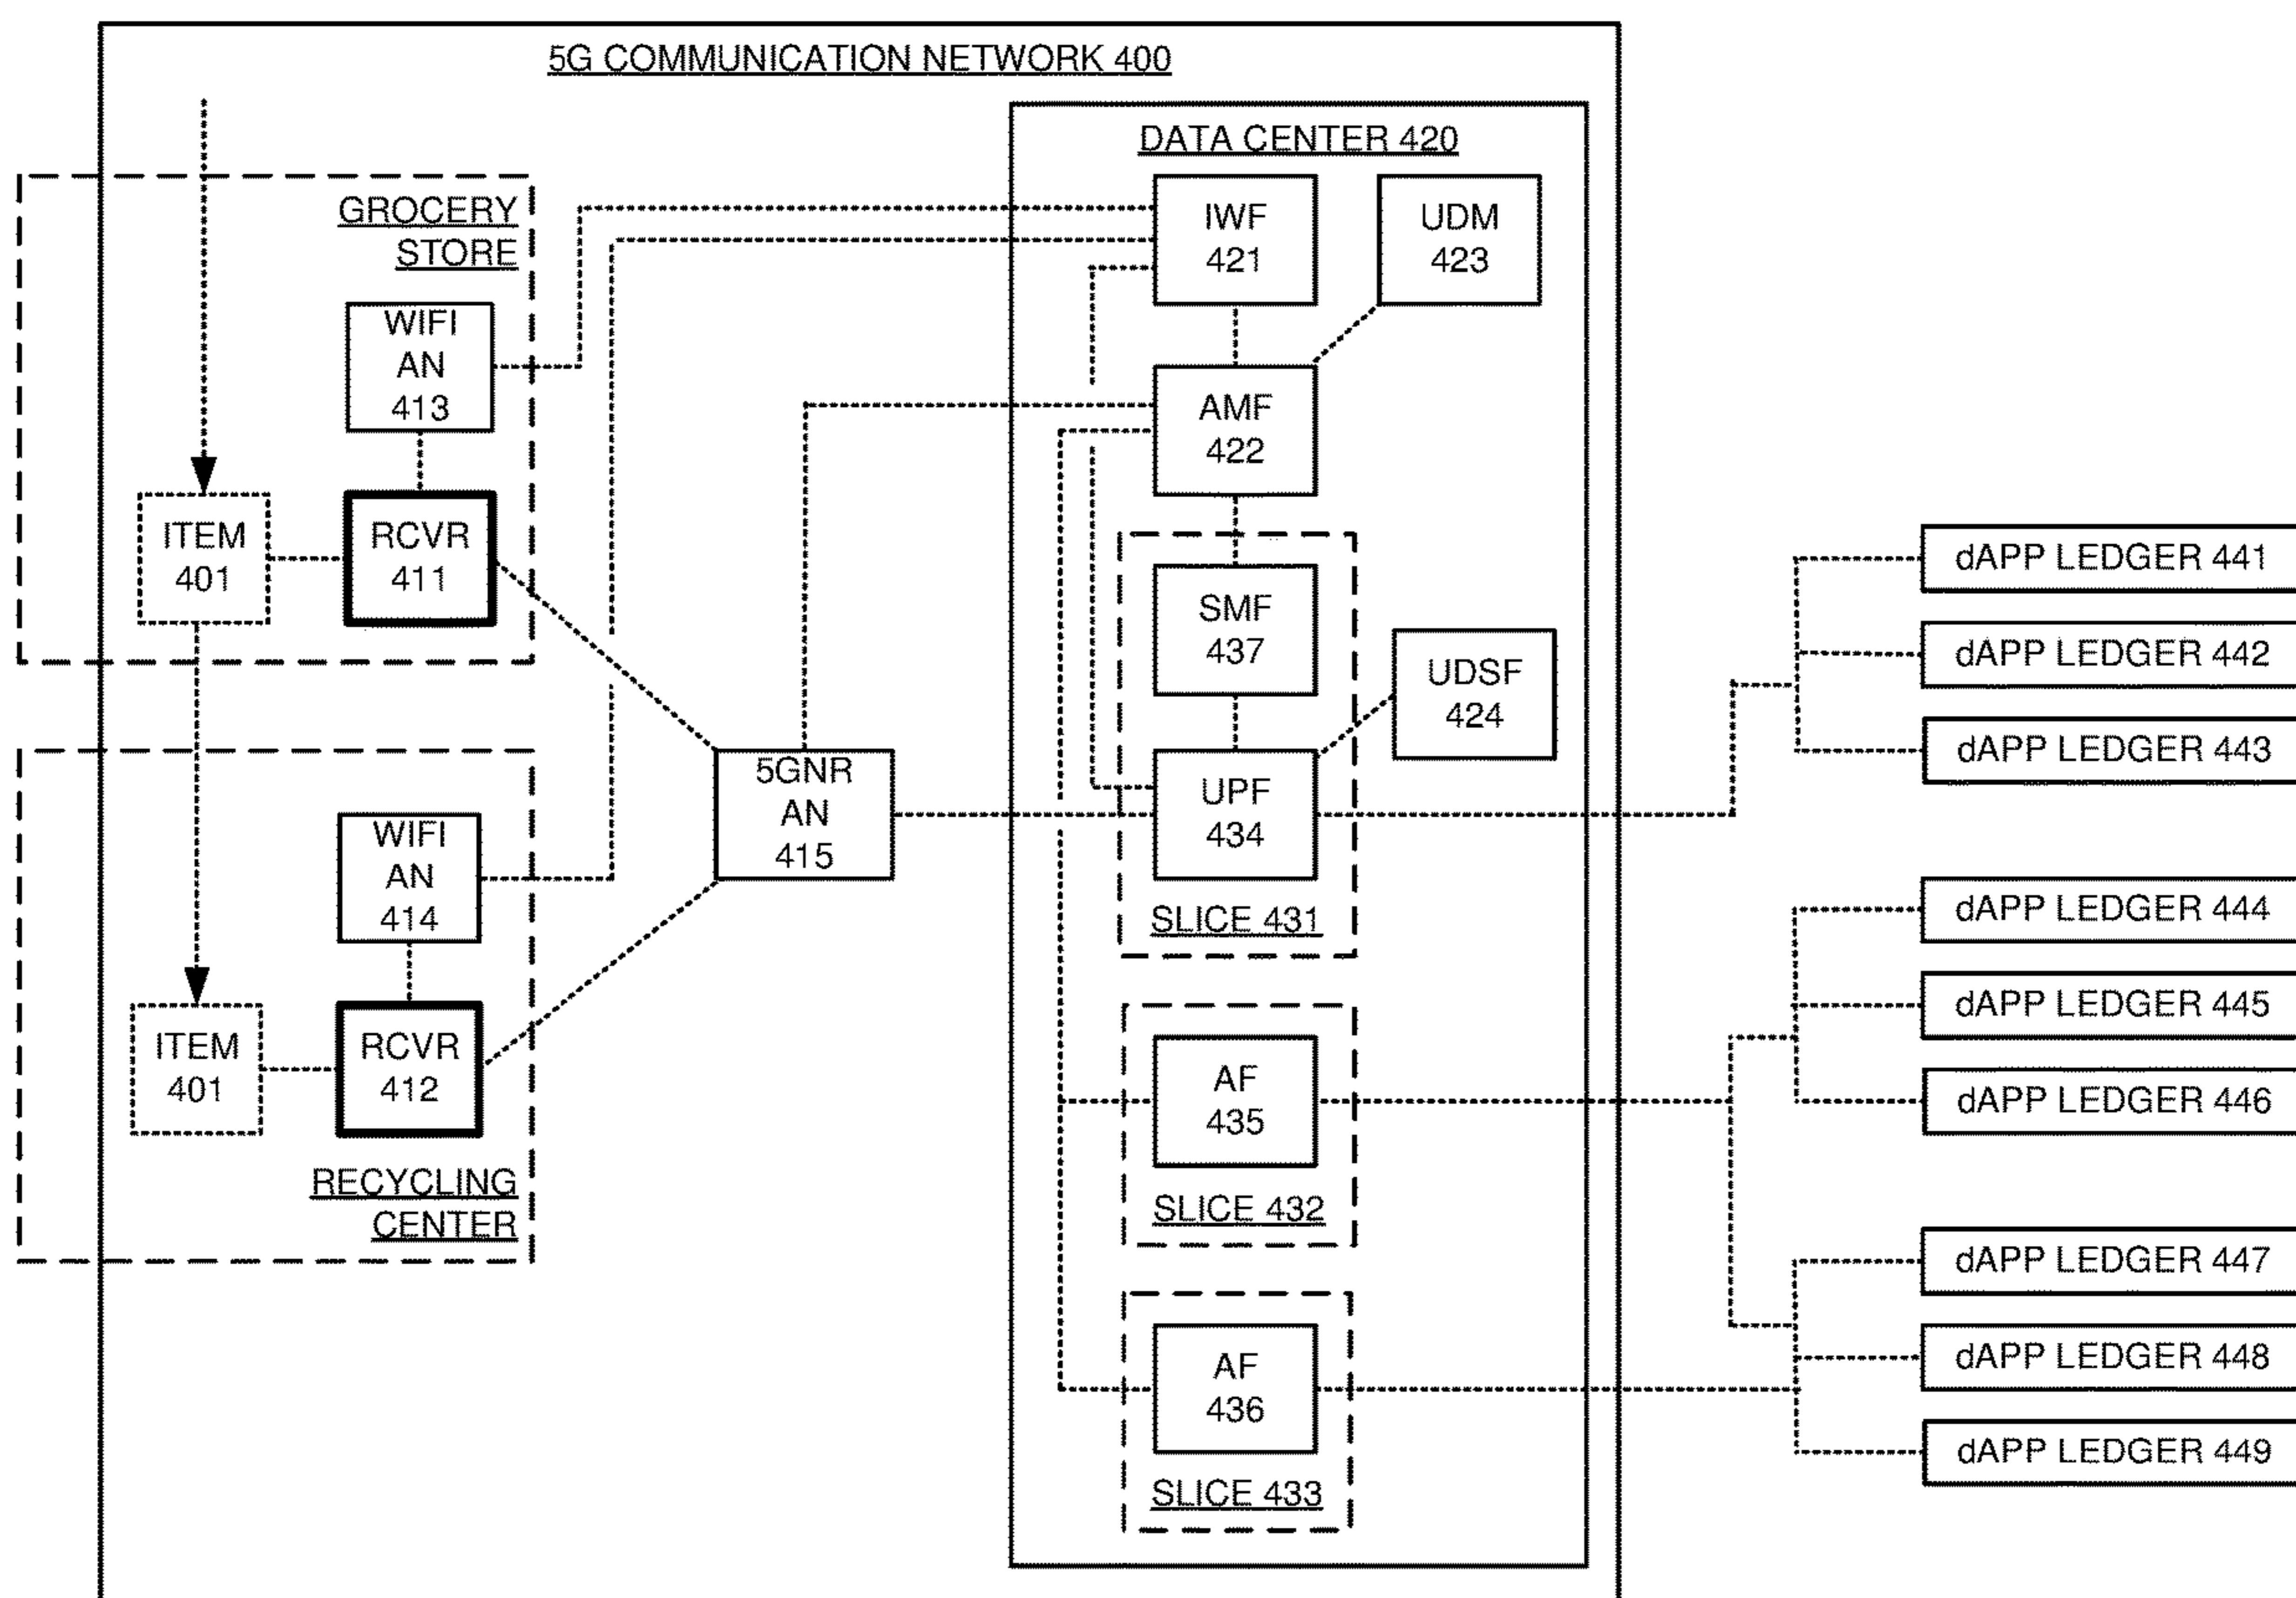 5G COMMUNICATION NETWORK 400
DATA CENTER 420
GROCERY
STORE
WIFI
AN
413
ITEM
401
RCVR
411
RECYCLING
CENTER
WIFI
AN
414
ITEM
401
RCVR
412
5GNR
AN
415
IWF
421
UDM
423
AMF
422
SMF
437
UDSF
424
UPF
434
SLICE 431
AF
435
SLICE 432
AF
436
SLICE 433
dAPP LEDGER 441
dAPP LEDGER 442
dAPP LEDGER 443
dAPP LEDGER 444
dAPP LEDGER 445
dAPP LEDGER 446
dAPP LEDGER 447
dAPP LEDGER 448
dAPP LEDGER 449